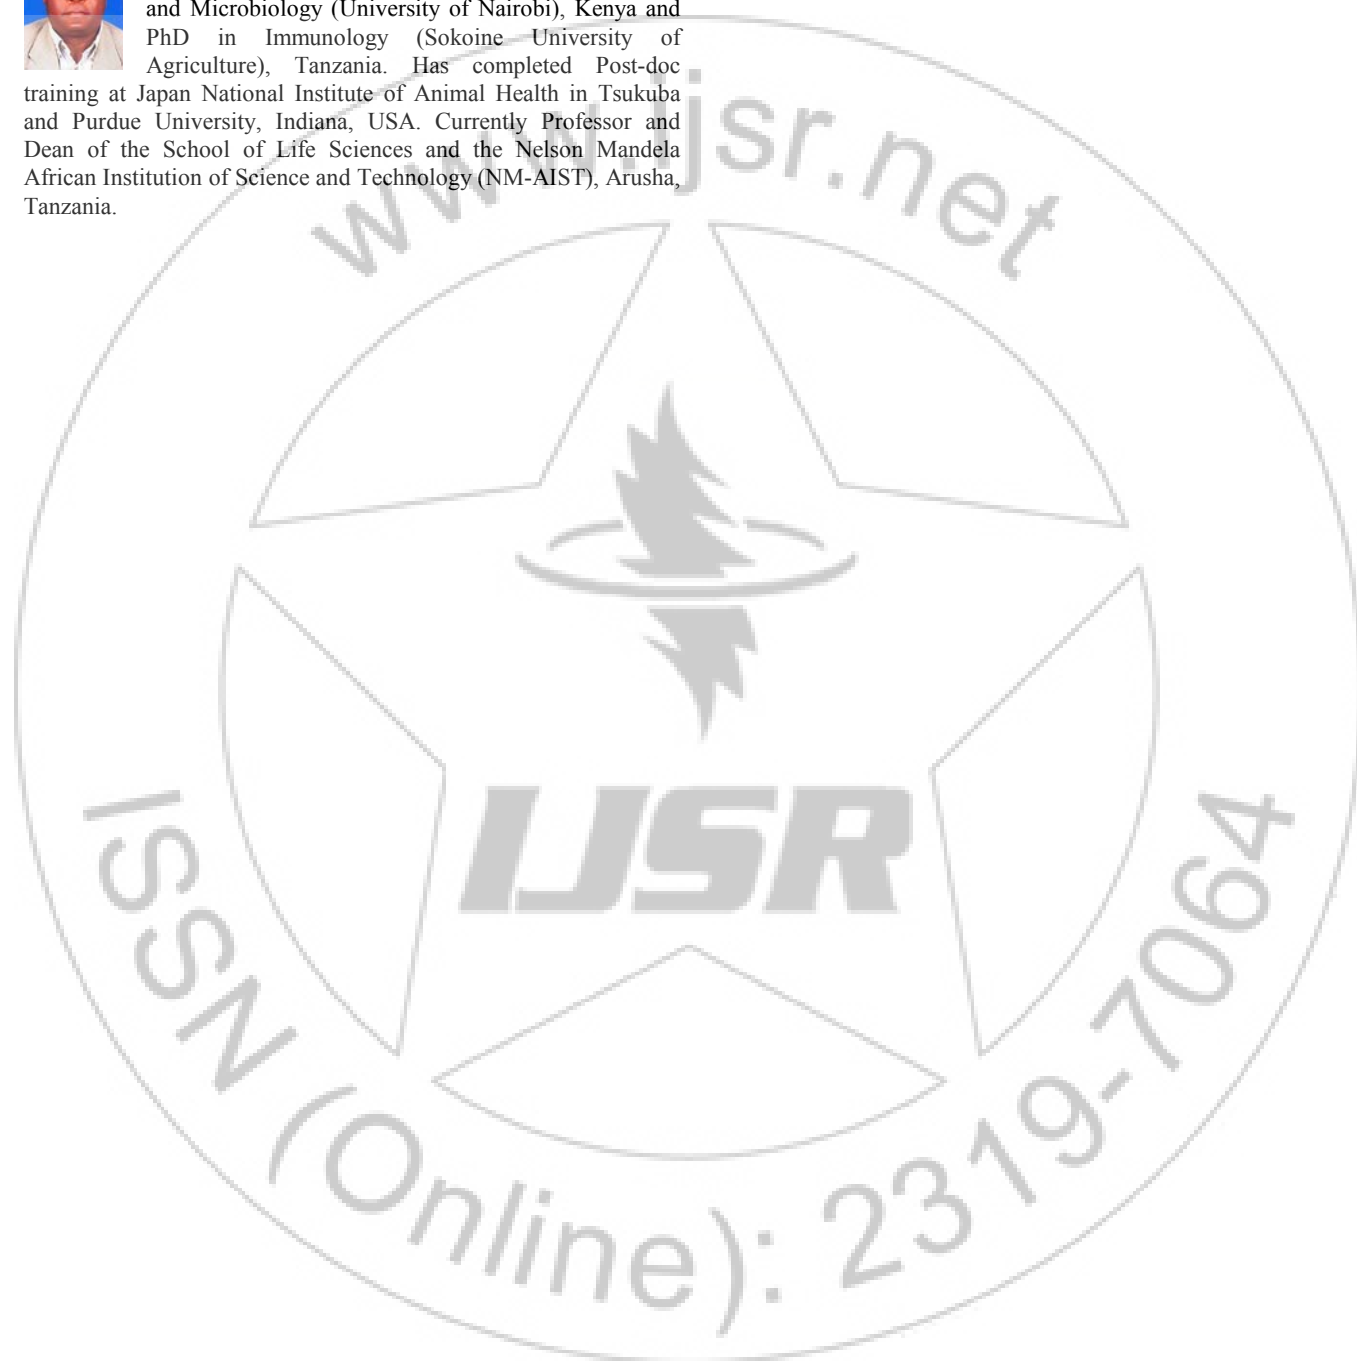 and Microbiology (University of Nairobi), Kenya and
PhD in Immunology (Sokoine University of
Agriculture), Tanzania. Has completed Post-doc
training at Japan National Institute of Animal Health in Tsukuba
and Purdue University, Indiana, USA. Currently Professor and
Dean of the School of Life Sciences and the Nelson Mandela
African Institution of Science and Technology (NM-AIST), Arusha,
Tanzania.
www.ijsr.net
IJSR
ISSN (Online): 2319-7064